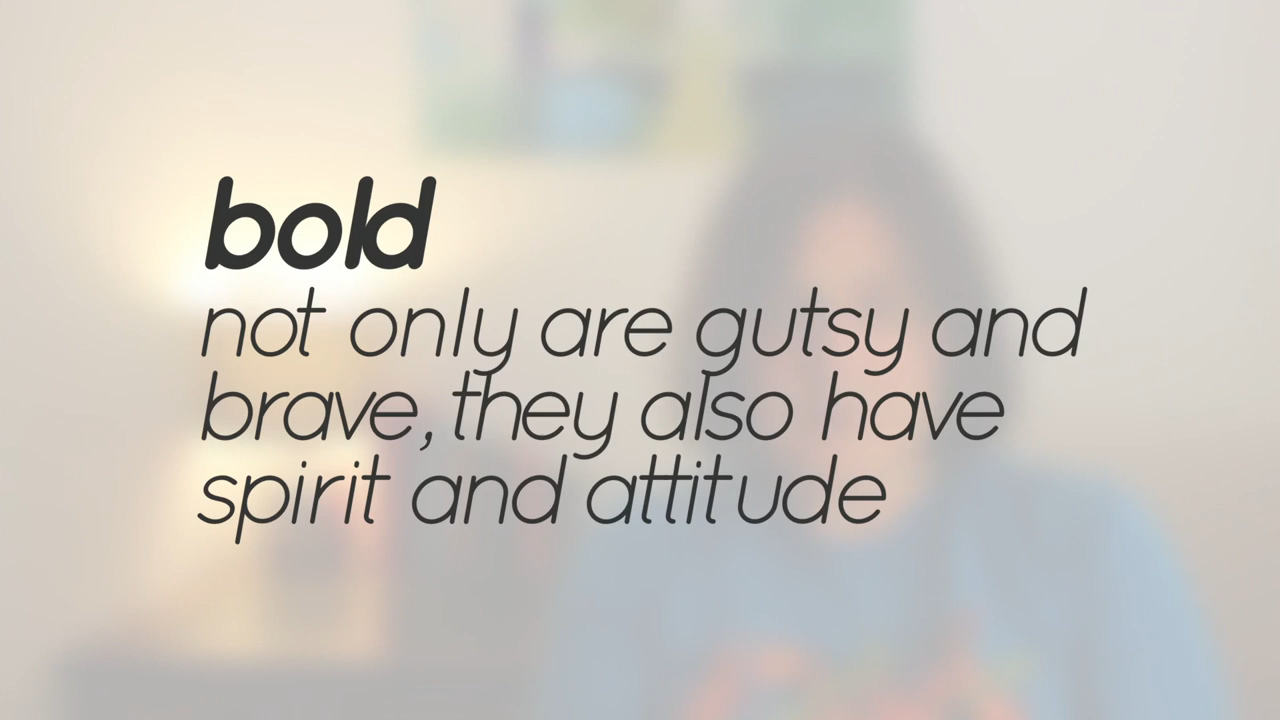 bold
not only are gutsy and
brave, they also have
spirit and attitude